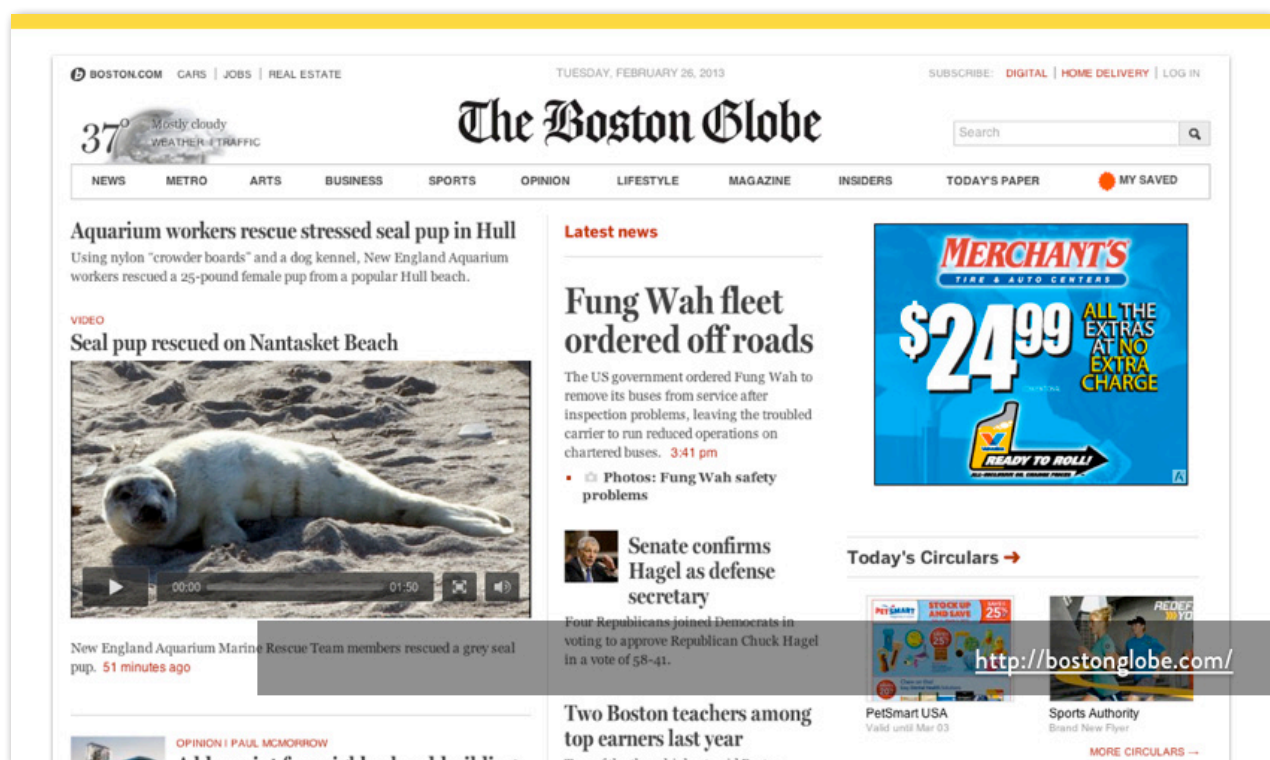 BOSTON.COM CARS | JOBS | REAL ESTATE
TUESDAY, FEBRUARY 26, 2013
SUBSCRIBE: DIGITAL | HOME DELIVERY | LOG IN
37°
Mostly cloudy
WEATHER | TRAFFIC
The Boston Globe
Search
NEWS METRO ARTS BUSINESS SPORTS OPINION LIFESTYLE MAGAZINE INSIDERS TODAY'S PAPER MY SAVED
Aquarium workers rescue stressed seal pup in Hull
Using nylon "crowder boards" and a dog kennel, New England Aquarium
workers rescued a 25-pound female pup from a popular Hull beach.
VIDEO
Seal pup rescued on Nantasket Beach
00:00 01:50
New England Aquarium Marine Rescue Team members rescued a grey seal
pup. 51 minutes ago
OPINION | PAUL MCMORROW
Latest news
Fung Wah fleet
ordered off roads
The US government ordered Fung Wah to
remove its buses from service after
inspection problems, leaving the troubled
carrier to run reduced operations on
chartered buses. 3:41 pm
Photos: Fung Wah safety
problems
Senate confirms
Hagel as defense
secretary
Four Republicans joined Democrats in
voting to approve Republican Chuck Hagel
in a vote of 58-41.
Two Boston teachers among
top earners last year
MERCHANT'S
TIRE & AUTO CENTERS
$24.99
ALL THE
EXTRAS
AT NO
EXTRA
CHARGE
READY TO ROLL!
Today's Circulars →
PETSMART
STOCK UP
AND SAVE
25%
http://bostonglobe.com/
PetSmart USA
Valid until Mar 03
Sports Authority
Brand New Flyer
MORE CIRCULARS →